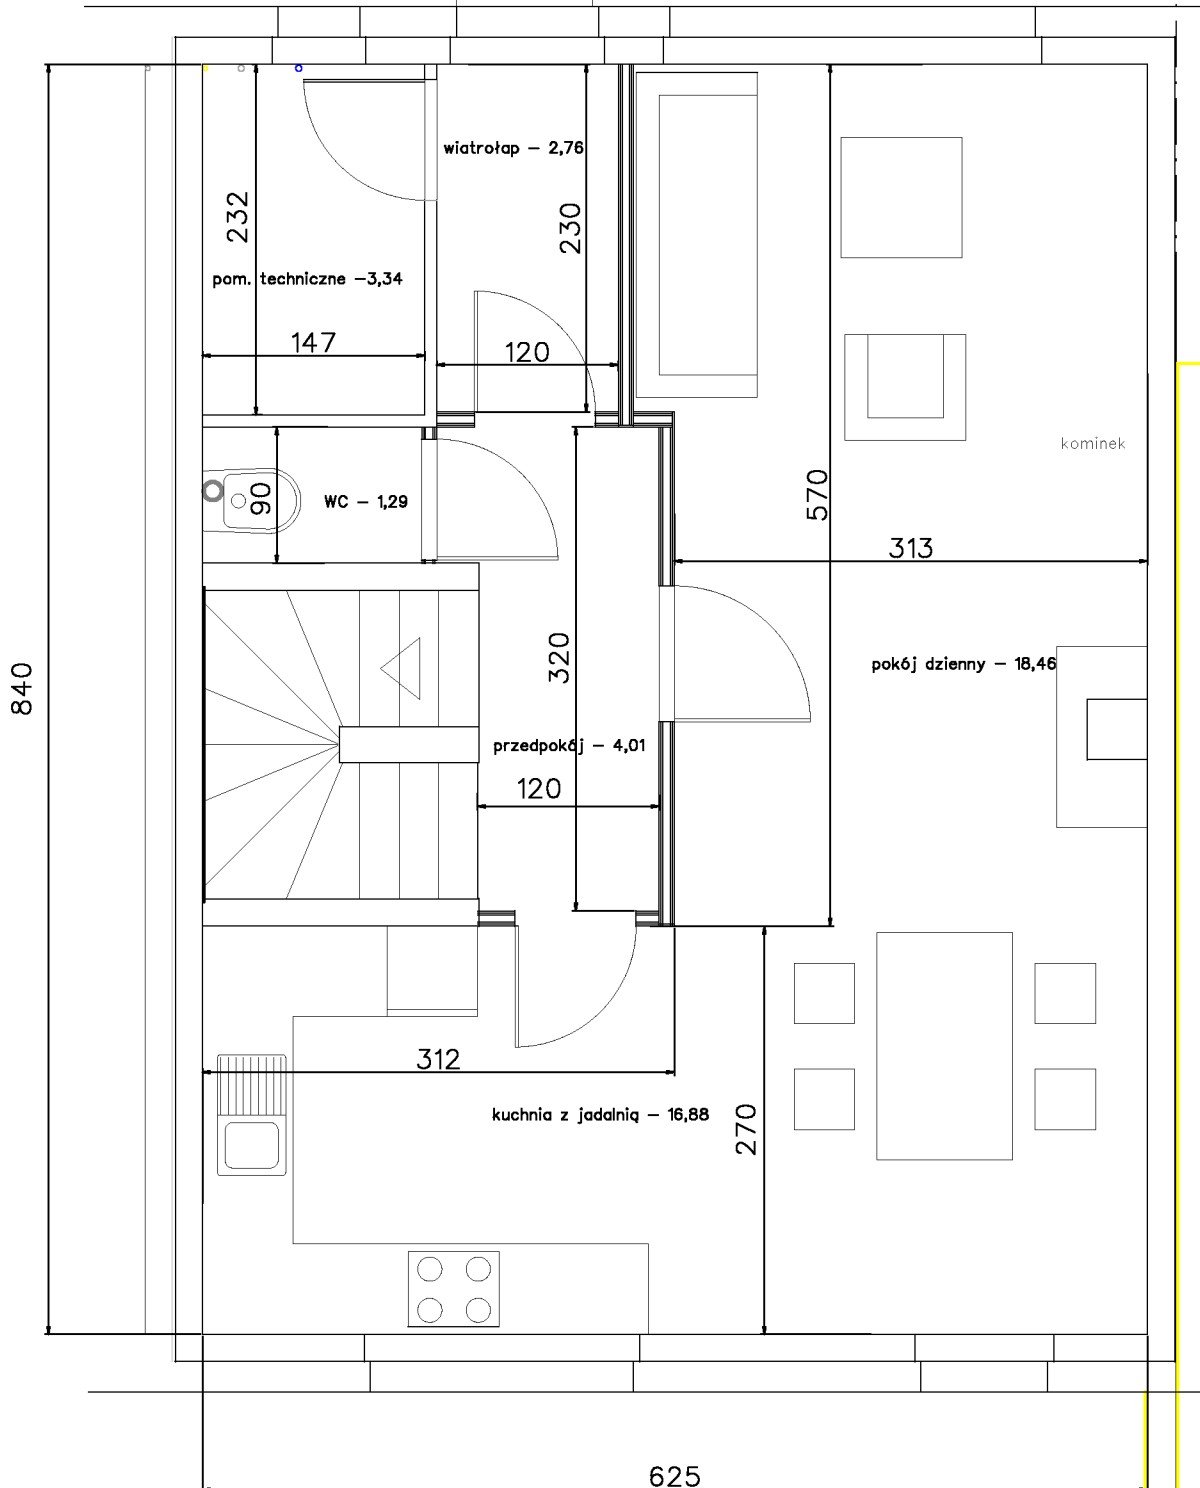 wiatrołap – 2,76
232
230
pom. techniczne –3,34
147
120
kominek
90
WC – 1,29
570
313
320
840
pokój dzienny – 18,46
przedpokój – 4,01
120
312
kuchnia z jadalnią – 16,88
270
625